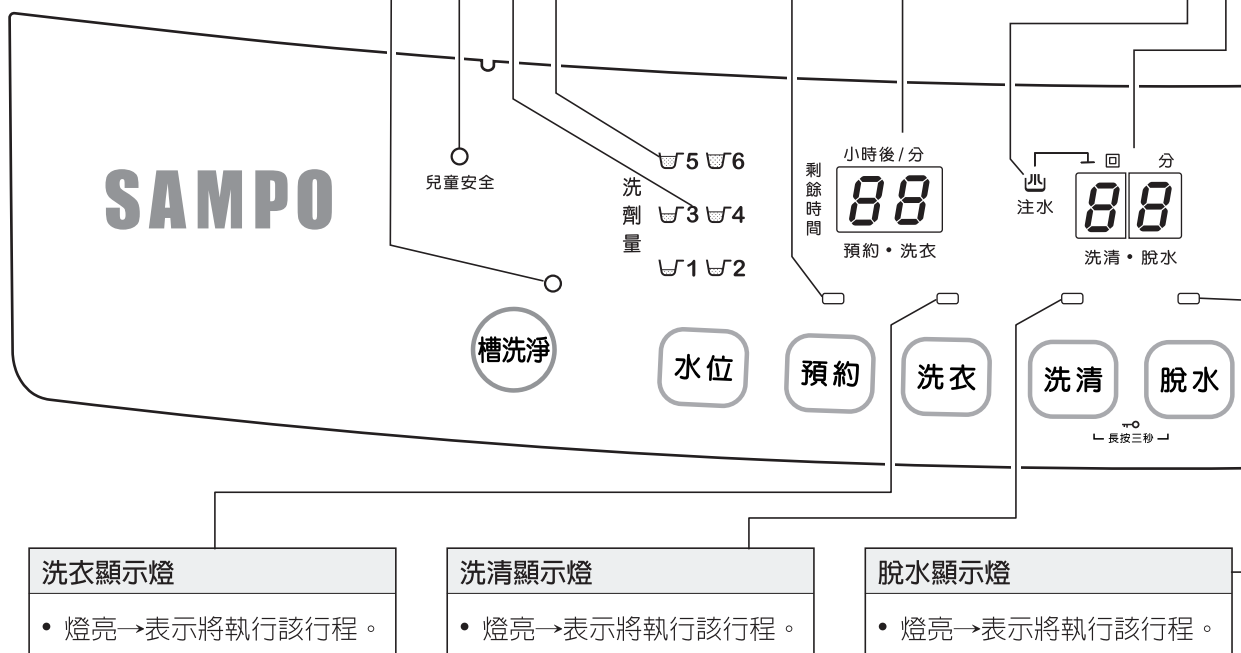 SAMPO
兒童安全
槽洗淨
洗劑量
5 6
3 4
1 2
水位
剩餘時間
小時後/分
88
預約・洗衣
預約
洗衣
注水
回 分
88
洗清・脫水
洗清
脫水
長按三秒
洗衣顯示燈
• 燈亮→表示將執行該行程。
洗清顯示燈
• 燈亮→表示將執行該行程。
脫水顯示燈
• 燈亮→表示將執行該行程。